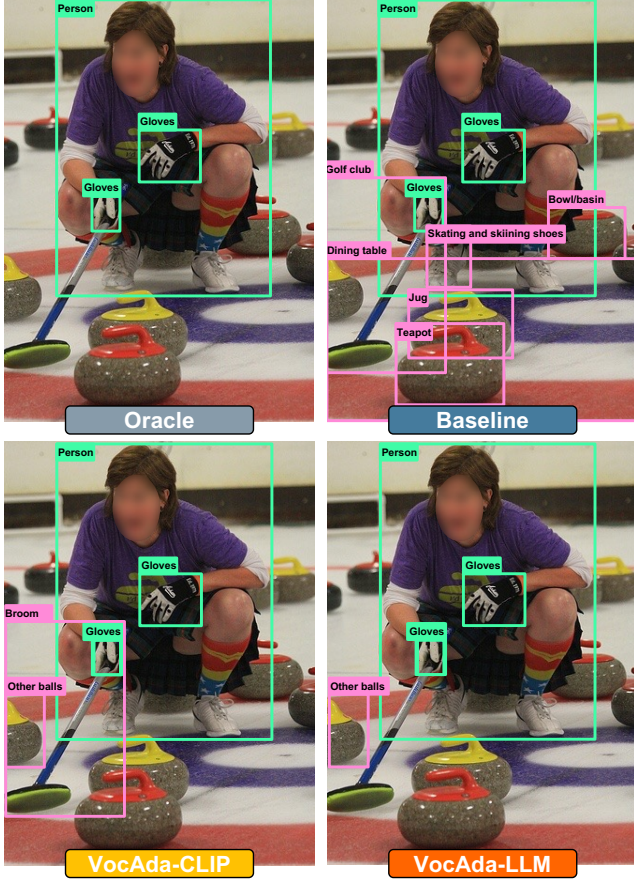 Person
Gloves
Gloves
Oracle
Person
Gloves
Golf club
Gloves
Bowl/basin
Skating and skiining shoes
Dining table
Jug
Teapot
Baseline
Person
Gloves
Broom
Gloves
Other balls
VocAda-CLIP
Person
Gloves
Gloves
Other balls
VocAda-LLM